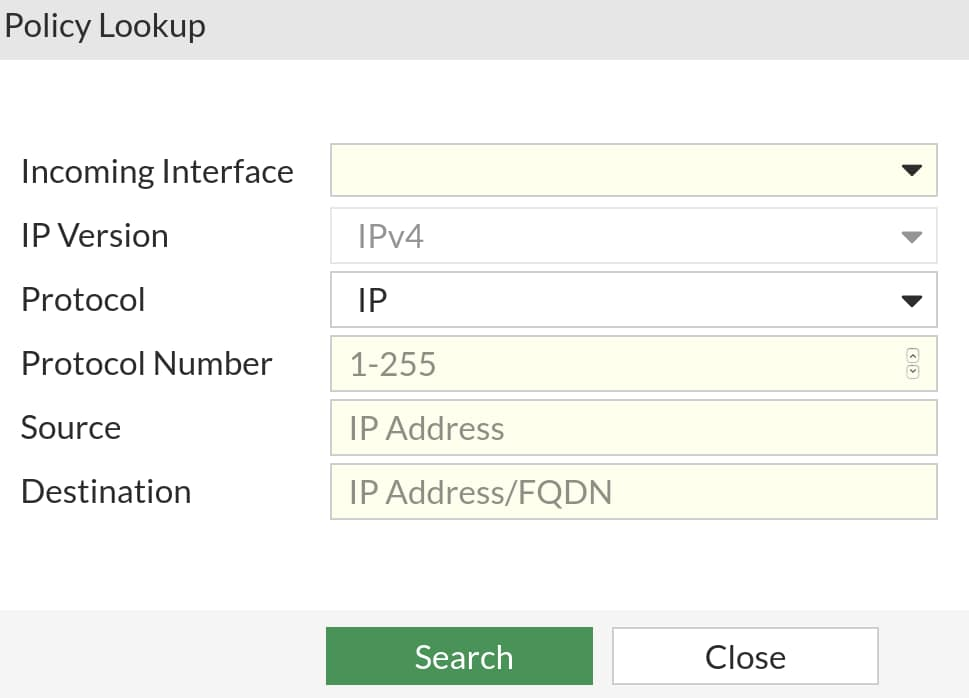 Policy Lookup
Incoming Interface
IP Version IPv4
Protocol IP
Protocol Number 1-255
Source IP Address
Destination IP Address/FQDN
Search Close